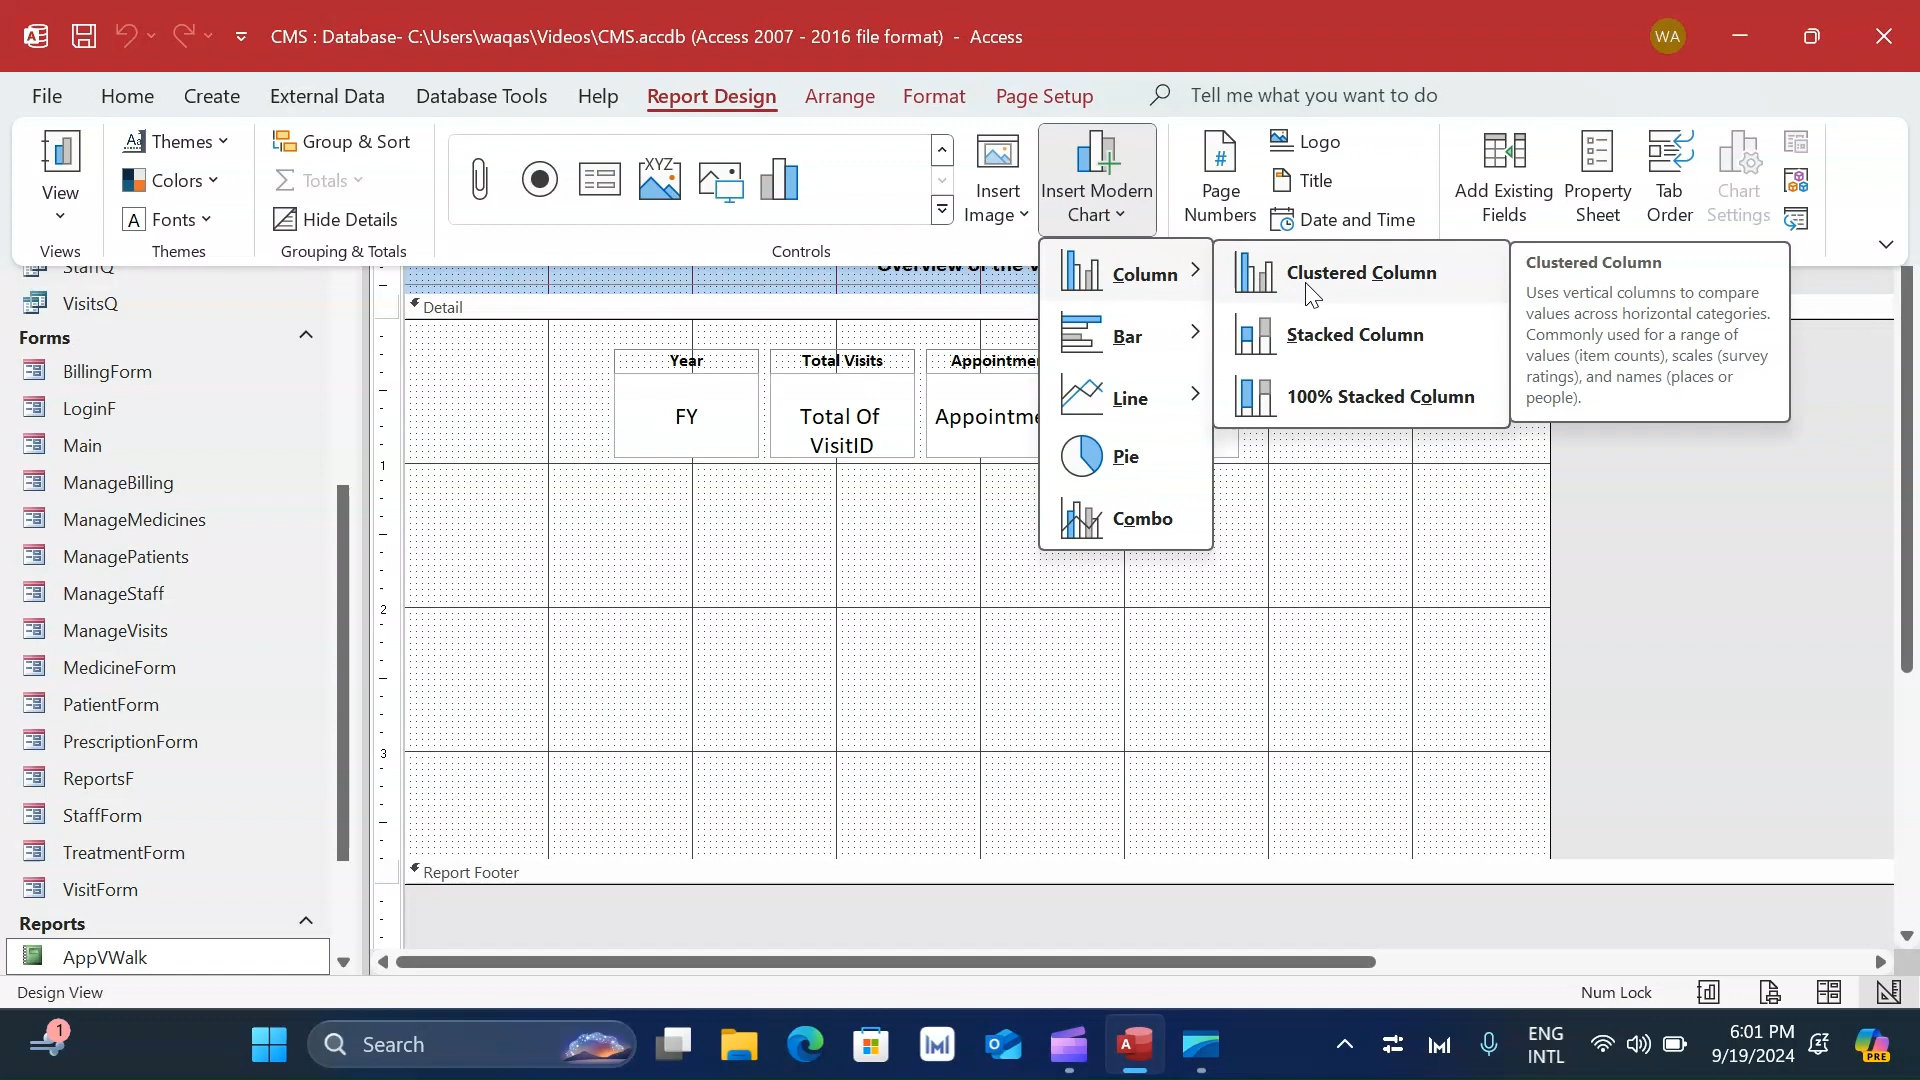 CMS : Database- C:\Users\waqas\Videos\CMS.accdb (Access 2007 - 2016 file format) - Access
WA
File Home Create External Data Database Tools Help Report Design Arrange Format Page Setup Tell me what you want to do
View
Views
Themes
Colors
Fonts
Themes
Group & Sort
Totals
Hide Details
Grouping & Totals
XYZ
Controls
Insert
Image
Insert Modern
Chart
Page
Numbers
Logo
Title
Date and Time
Add Existing
Fields
Property
Sheet
Tab
Order
Chart
Settings
Column
Bar
Line
Pie
Combo
Clustered Column
Stacked Column
100% Stacked Column
Clustered Column
Uses vertical columns to compare
values across horizontal categories.
Commonly used for a range of
values (item counts), scales (survey
ratings), and names (places or
people).
StaffQ
VisitsQ
Forms
BillingForm
LoginF
Main
ManageBilling
ManageMedicines
ManagePatients
ManageStaff
ManageVisits
MedicineForm
PatientForm
PrescriptionForm
ReportsF
StaffForm
TreatmentForm
VisitForm
Reports
AppVWalk
Overview of the
Detail
Year Total Visits
FY
Total Of
VisitID
1
2
3
Report Footer
Design View
Num Lock
1
Search
ENG
INTL
6:01 PM
9/19/2024
PRE